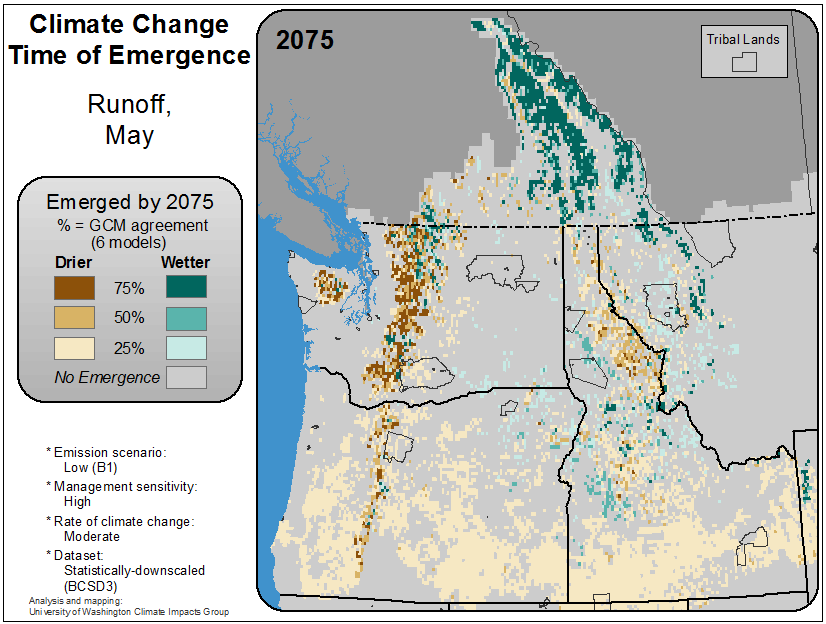 Climate Change
Time of Emergence
Runoff,
May
Emerged by 2075
% = GCM agreement
(6 models)
Drier Wetter
75%
50%
25%
No Emergence
* Emission scenario:
Low (B1)
* Management sensitivity:
High
* Rate of climate change:
Moderate
* Dataset:
Statistically-downscaled
(BCSD3)
Analysis and mapping:
University of Washington Climate Impacts Group
2075
Tribal Lands